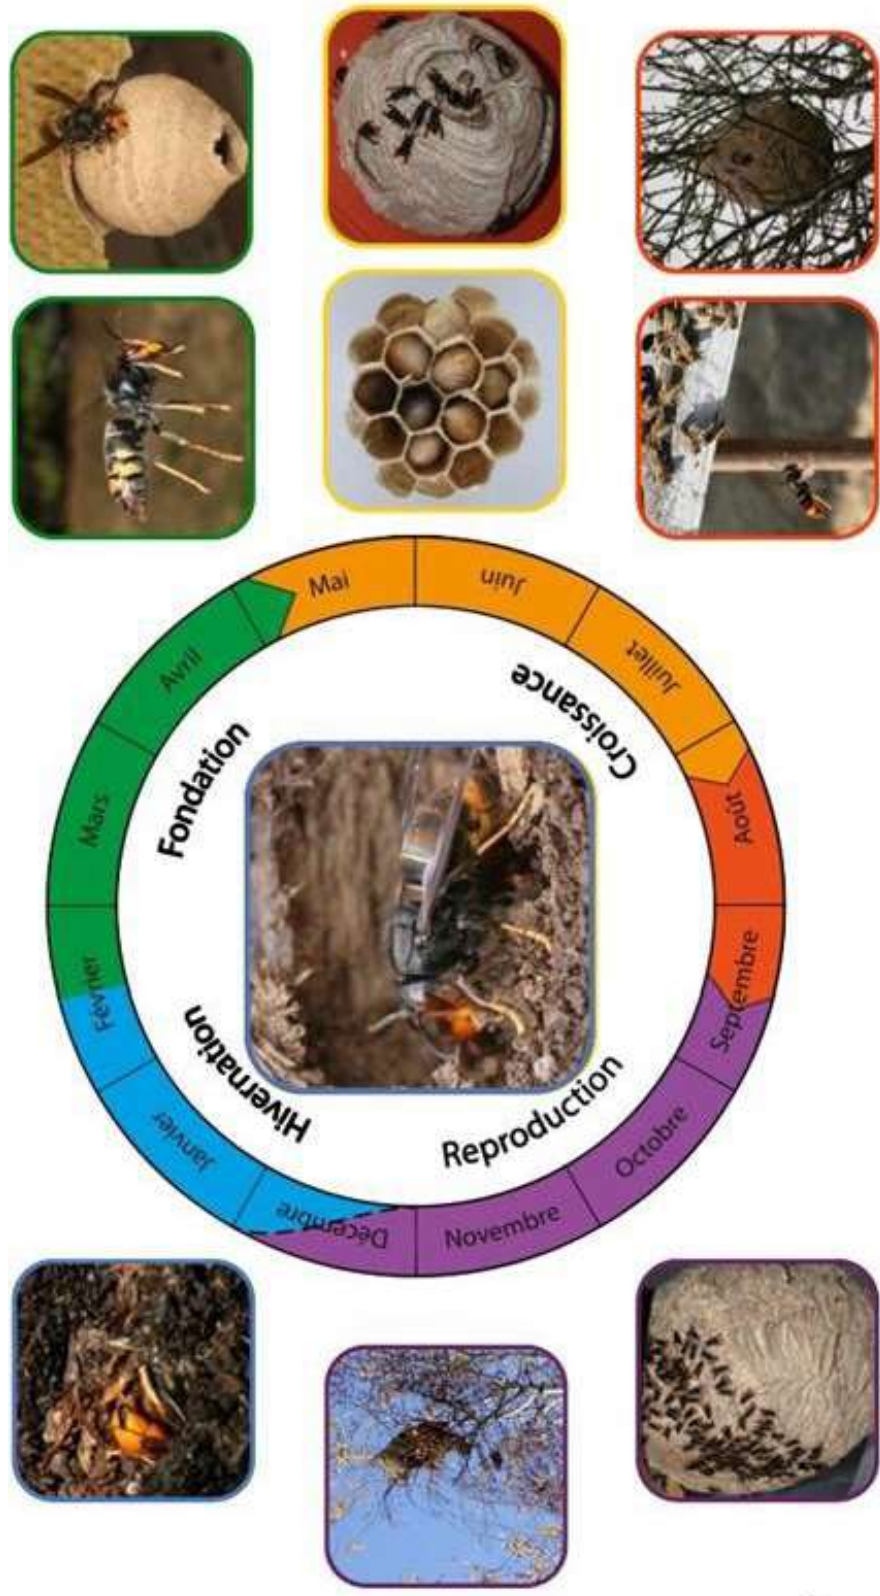 Fondation
Croissance
Reproduction
Hivernation
Janvier
Février
Mars
Avril
Mai
Juin
Juillet
Août
Septembre
Octobre
Novembre
Décembre